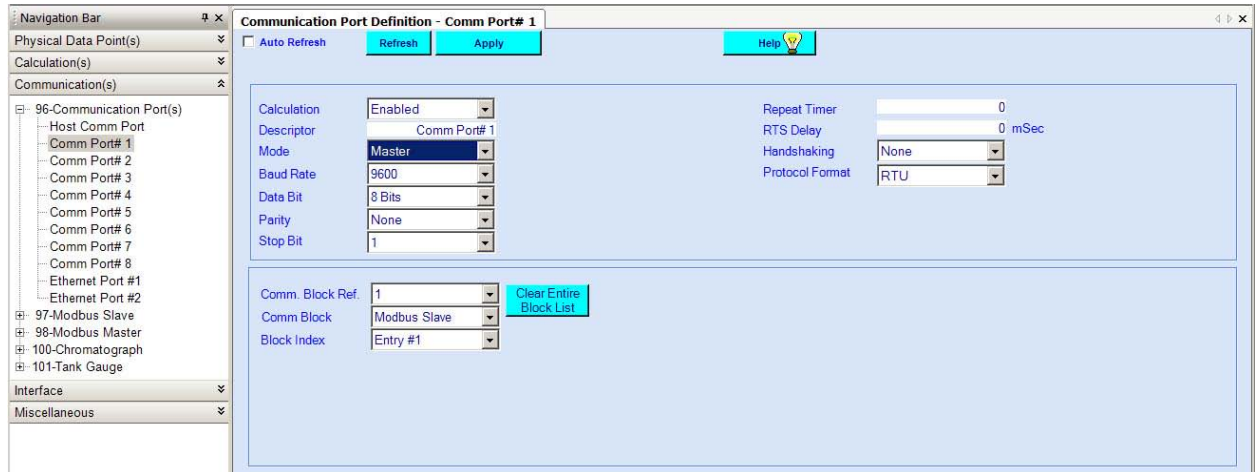 Navigation Bar
Physical Data Point(s)
Calculation(s)
Communication(s)
96-Communication Port(s)
Host Comm Port
Comm Port# 1
Comm Port# 2
Comm Port# 3
Comm Port# 4
Comm Port# 5
Comm Port# 6
Comm Port# 7
Comm Port# 8
Ethernet Port #1
Ethernet Port #2
97-Modbus Slave
98-Modbus Master
100-Chromatograph
101-Tank Gauge
Interface
Miscellaneous
Communication Port Definition - Comm Port# 1
Auto Refresh Refresh Apply Help
Calculation Enabled
Descriptor Comm Port# 1
Mode Master
Baud Rate 9600
Data Bit 8 Bits
Parity None
Stop Bit 1
Repeat Timer 0
RTS Delay 0 mSec
Handshaking None
Protocol Format RTU
Comm. Block Ref. 1
Comm Block Modbus Slave
Block Index Entry #1
Clear Entire
Block List